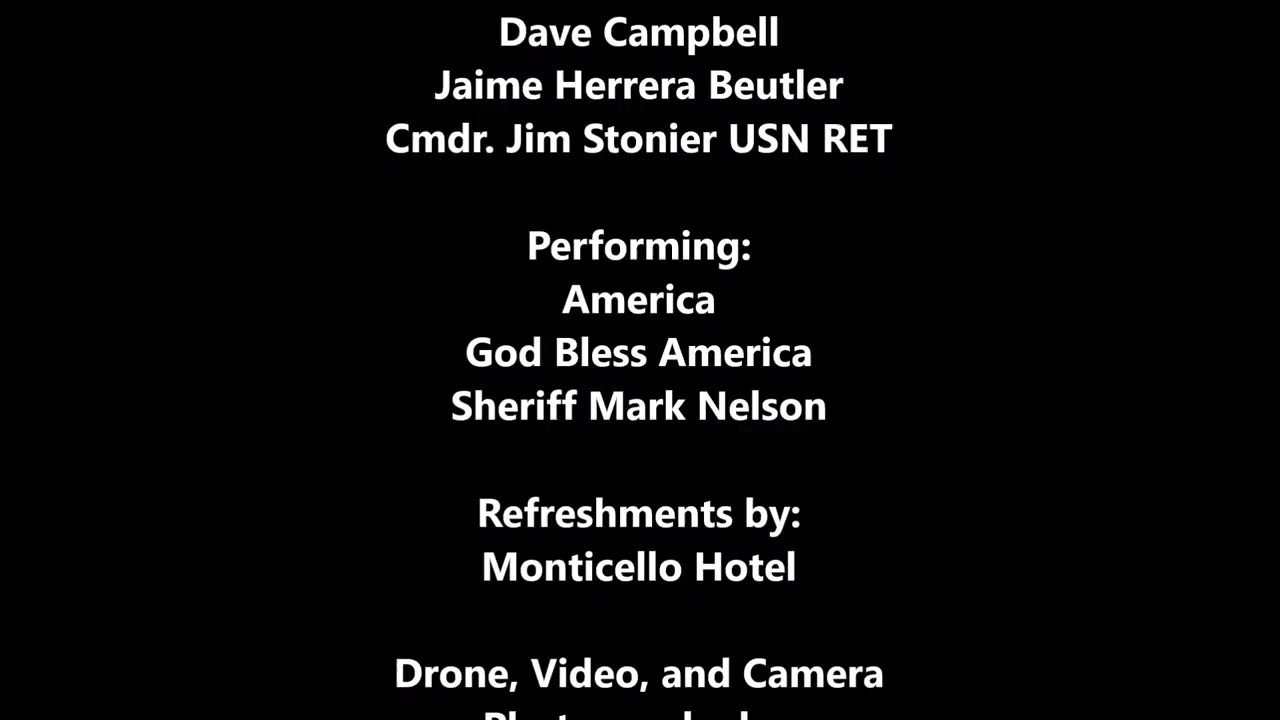 Dave Campbell
Jaime Herrera Beutler
Cmdr. Jim Stonier USN RET
Performing:
America
God Bless America
Sheriff Mark Nelson
Refreshments by:
Monticello Hotel
Drone, Video, and Camera